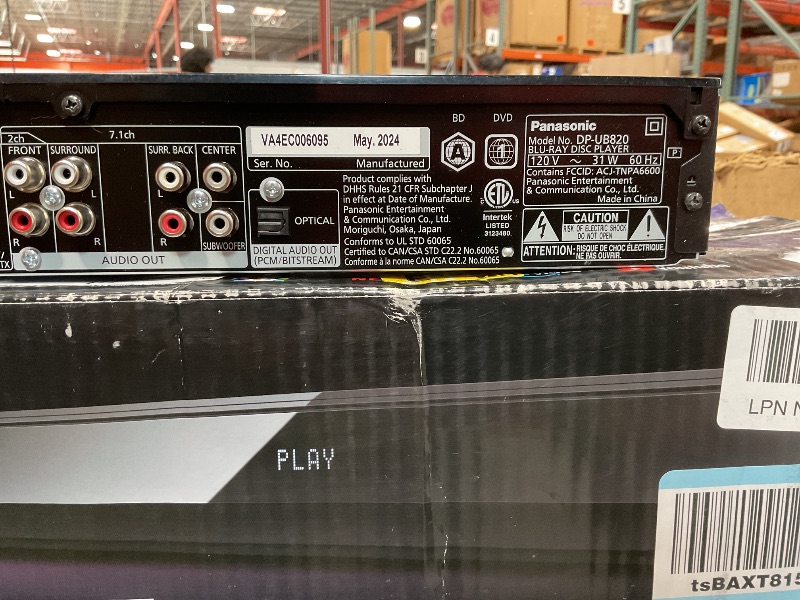 2ch
7.1ch
FRONT
SURROUND
SURR. BACK
CENTER
L
L
L
R
R
R
SUBWOOFER
AUDIO OUT
VA4EC006095 May. 2024
Ser. No. Manufactured
OPTICAL
DIGITAL AUDIO OUT
(PCM/BITSTREAM)
Product complies with
DHHS Rules 21 CFR Subchapter J
in effect at Date of Manufacture.
Panasonic Entertainment
& Communication Co., Ltd.
Moriguchi, Osaka, Japan
Conforms to UL STD 60065
Certified to CAN/CSA STD C22.2 No.60065
Conforme à la norme CAN/CSA C22.2 No.60065
BD
DVD
A
ETL
Intertek
LISTED
3123480.
Panasonic
Model No. DP-UB820
BLU-RAY DISC PLAYER
120 V ~ 31 W 60 Hz
Contains FCCID: ACJ-TNPA6600
Panasonic Entertainment
& Communication Co., Ltd.
Made in China
CAUTION
RISK OF ELECTRIC SHOCK
DO NOT OPEN
ATTENTION-RISQUE DE CHOC ÉLECTRIQUE
NE PAS OUVRIR.
P
PLAY
LPN
tsBAXT815